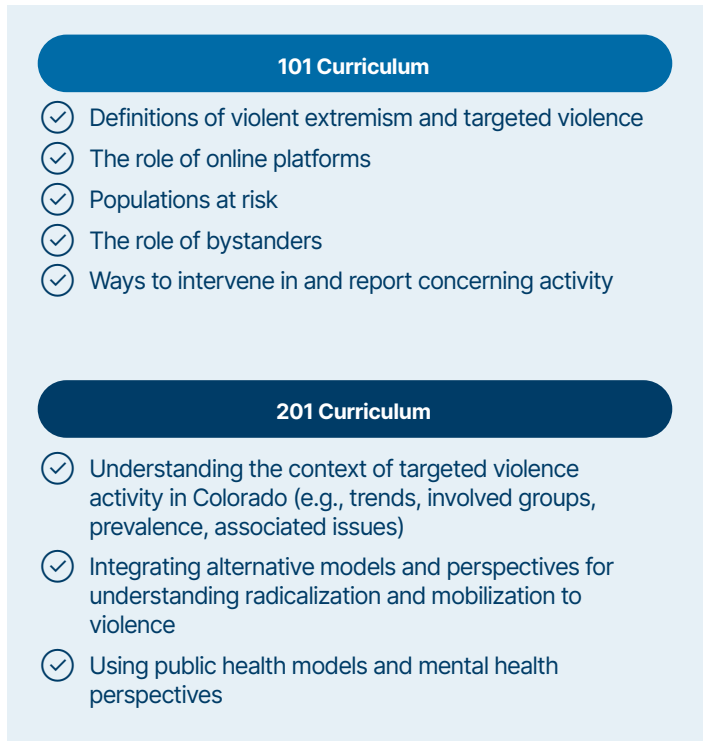 101 Curriculum
Definitions of violent extremism and targeted violence
The role of online platforms
Populations at risk
The role of bystanders
Ways to intervene in and report concerning activity
201 Curriculum
Understanding the context of targeted violence
activity in Colorado (e.g., trends, involved groups,
prevalence, associated issues)
Integrating alternative models and perspectives for
understanding radicalization and mobilization to
violence
Using public health models and mental health
perspectives